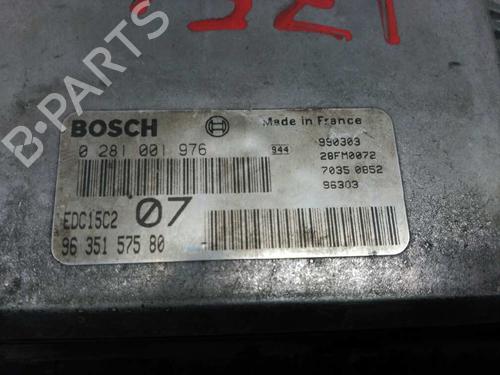 B-PARTS
BOSCH
Made in France
0 281 001 976
944
990303
28FM0072
7035 0852
96303
EDC15C2
07
96 351 575 80